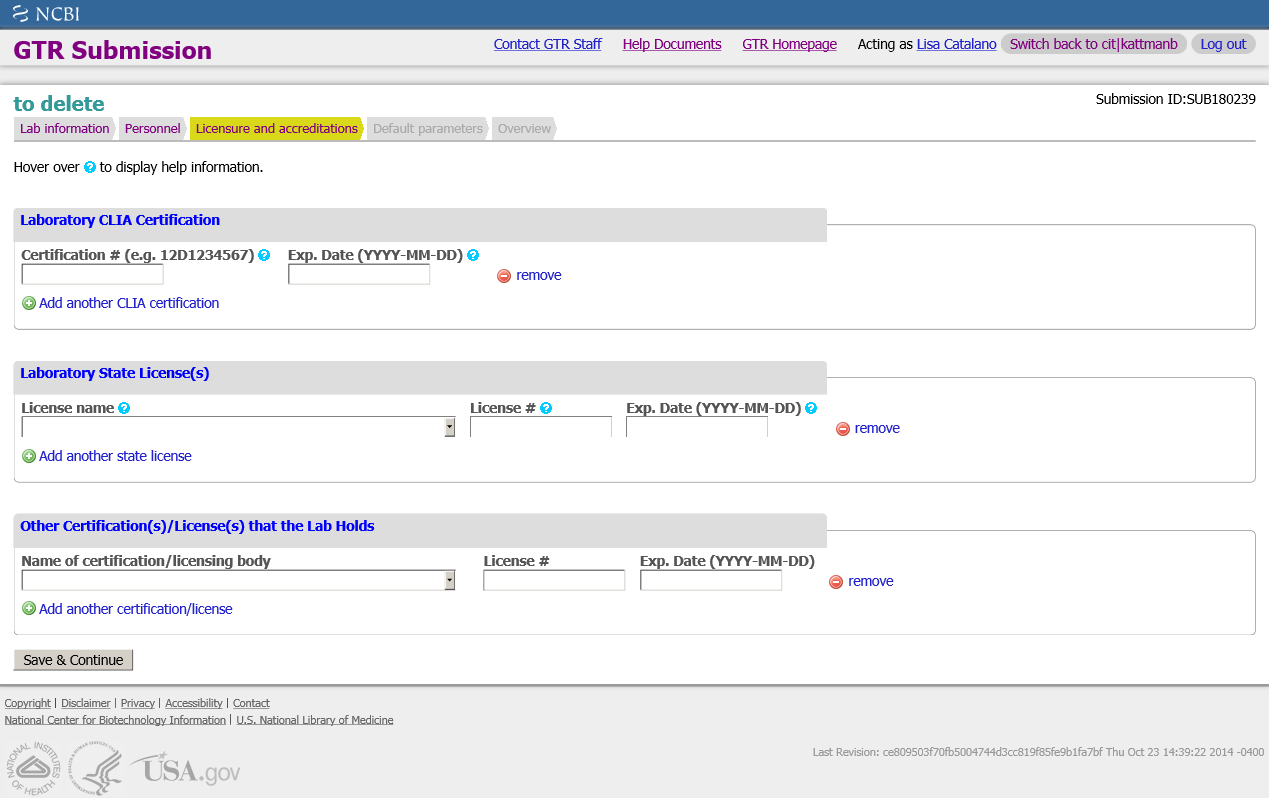 NCBI
GTR Submission
Contact GTR Staff Help Documents GTR Homepage Acting as Lisa Catalano Switch back to cit|kattmanb Log out
to delete
Submission ID:SUB180239
Lab information Personnel Licensure and accreditations Default parameters Overview
Hover over ? to display help information.
Laboratory CLIA Certification
Certification # (e.g. 12D1234567) ? Exp. Date (YYYY-MM-DD) ?
remove
Add another CLIA certification
Laboratory State License(s)
License name ? License # ? Exp. Date (YYYY-MM-DD) ?
remove
Add another state license
Other Certification(s)/License(s) that the Lab Holds
Name of certification/licensing body License # Exp. Date (YYYY-MM-DD)
remove
Add another certification/license
Save & Continue
Copyright | Disclaimer | Privacy | Accessibility | Contact
National Center for Biotechnology Information | U.S. National Library of Medicine
Last Revision: ce809503f70fb5004744d3cc819f85fe9b1fa7bf Thu Oct 23 14:39:22 2014 -0400
NATIONAL INSTITUTES OF HEALTH
USA.gov